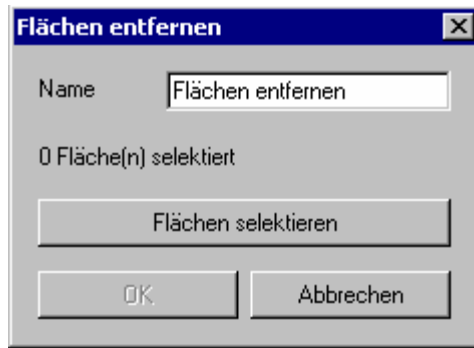 Flächen entfernen
Name Flächen entfernen
0 Fläche(n) selektiert
Flächen selektieren
OK Abbrechen